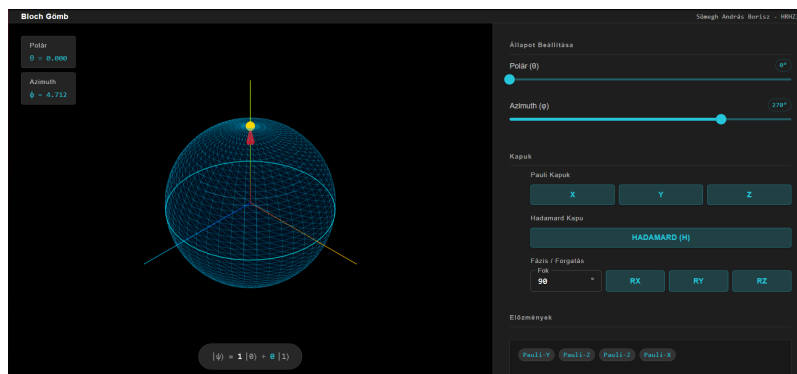 Bloch Gömb
Sümegh András Borisz - HRHZ
Polár
θ = 0.000
Azimuth
ϕ = 4.712
|ψ⟩ = 1 |0⟩ + 0 |1⟩
Állapot Beállítása
Polár (θ)
0°
Azimuth (φ)
270°
Kapuk
Pauli Kapuk
X Y Z
Hadamard Kapu
HADAMARD (H)
Fázis / Forgatás
Fok
90 °
RX RY RZ
Előzmények
Pauli-Y Pauli-Z Pauli-Z Pauli-X